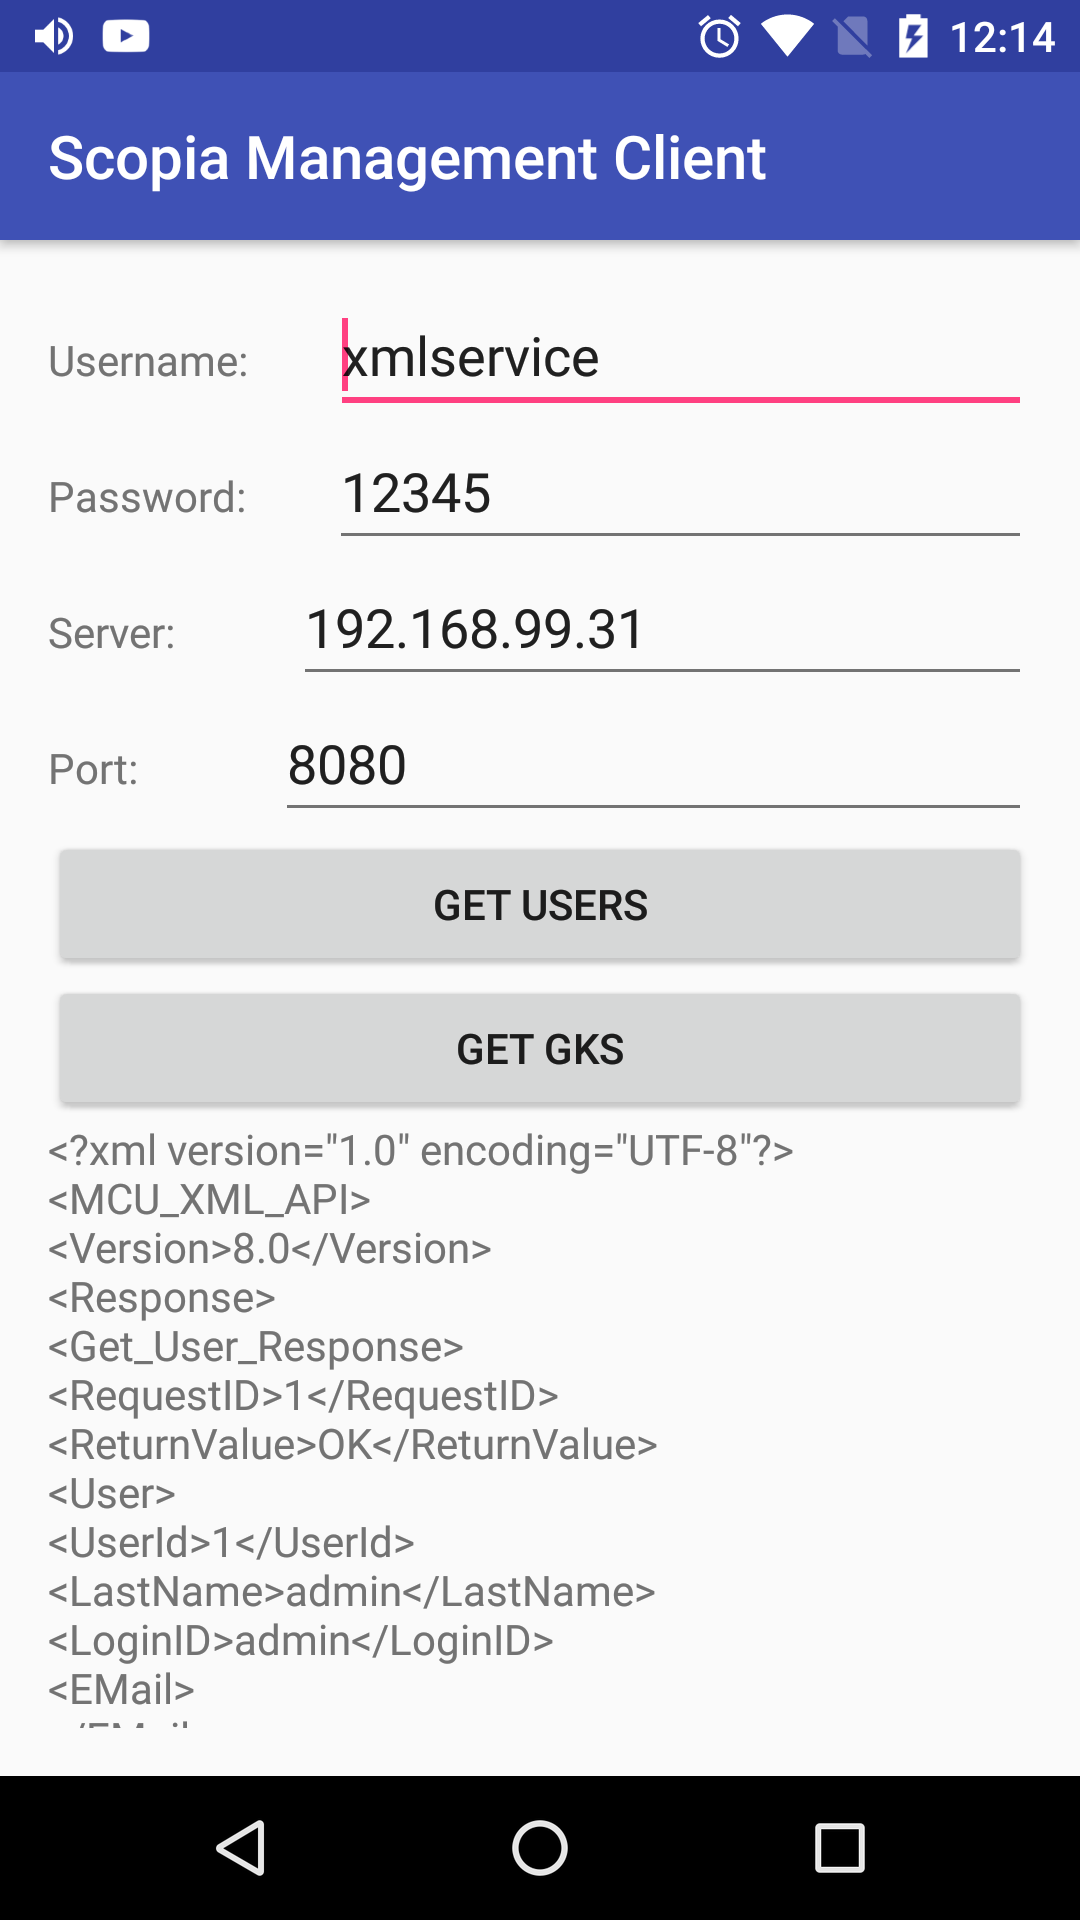 12:14
Scopia Management Client
Username: xmlservice
Password: 12345
Server: 192.168.99.31
Port: 8080
GET USERS
GET GKS
<?xml version="1.0" encoding="UTF-8"?>
<MCU_XML_API>
<Version>8.0</Version>
<Response>
<Get_User_Response>
<RequestID>1</RequestID>
<ReturnValue>OK</ReturnValue>
<User>
<UserId>1</UserId>
<LastName>admin</LastName>
<LoginID>admin</LoginID>
<EMail>